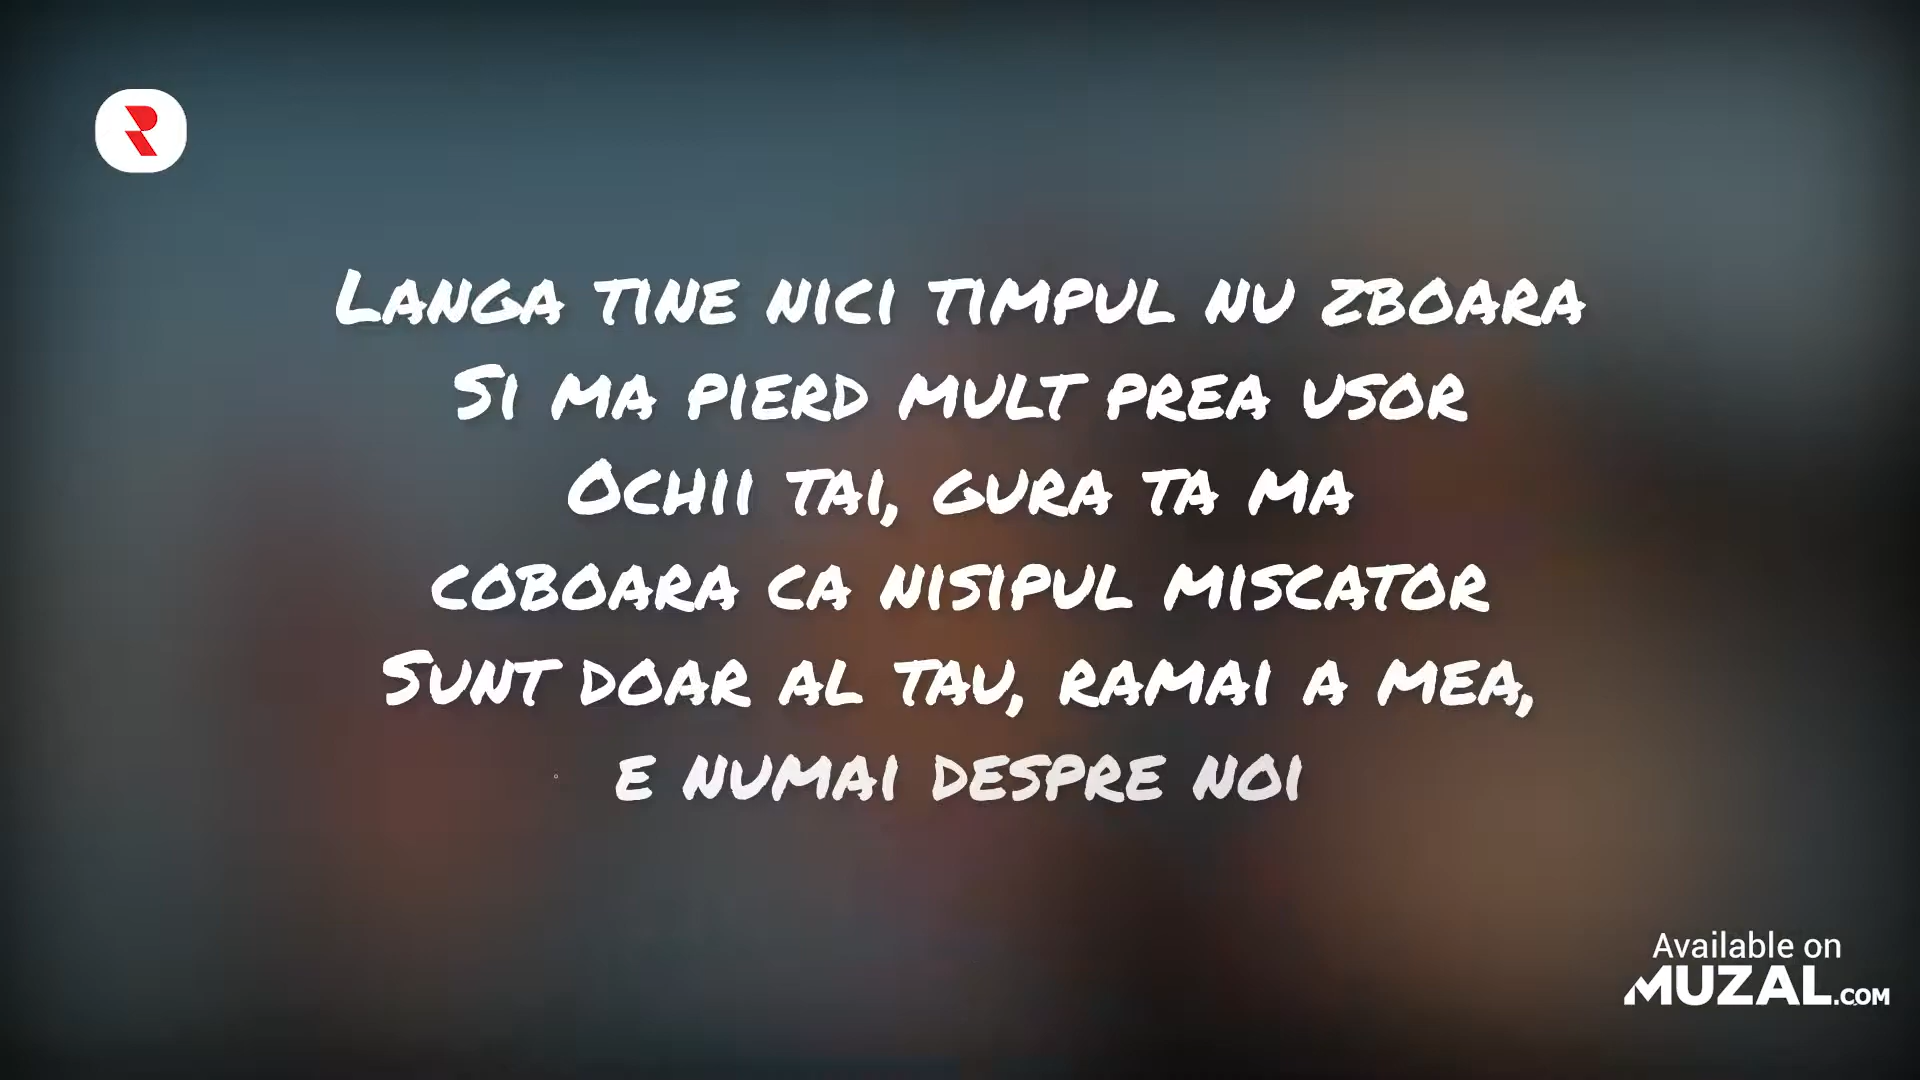 Langa tine nici timpul nu zboara
Si ma pierd mult prea usor
Ochii tai, gura ta ma
coboara ca nisipul miscator
Sunt doar al tau, ramai a mea,
e numai despre noi
Available on
MUZAL.COM